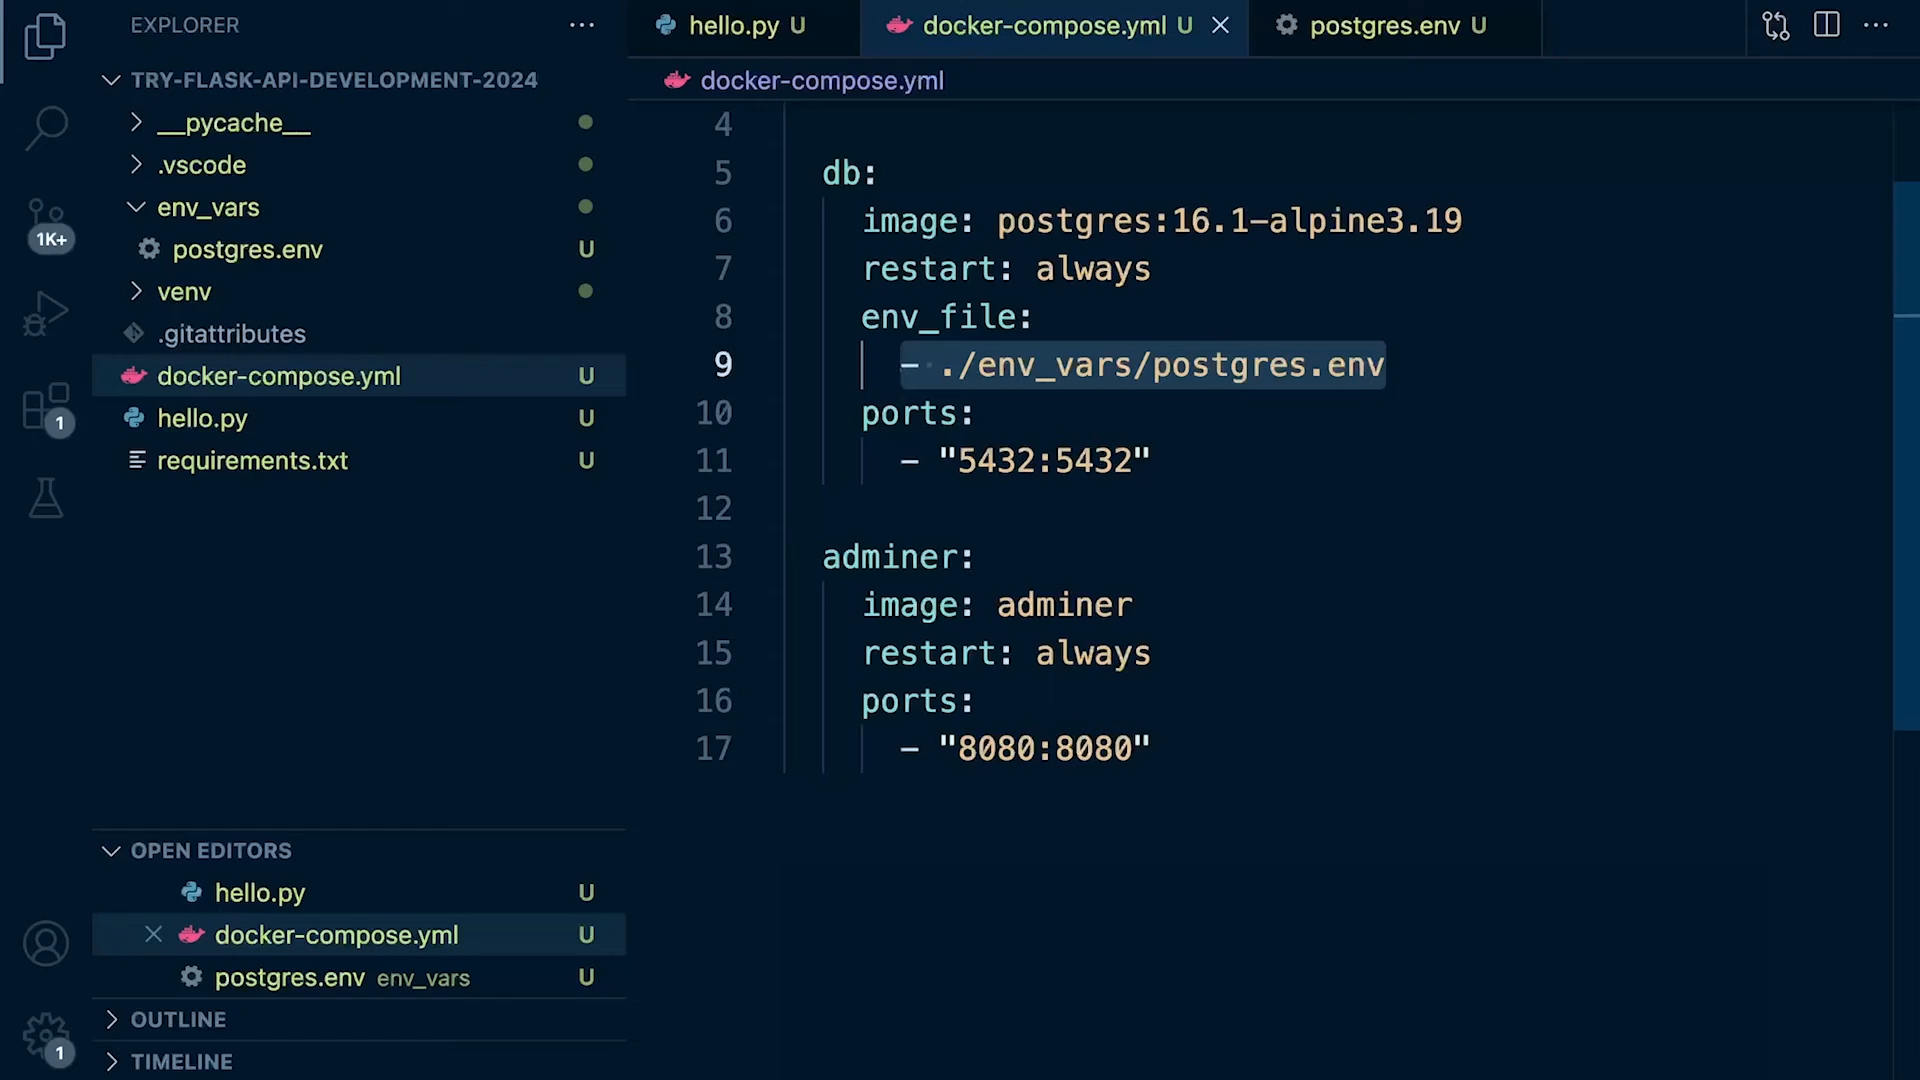 EXPLORER
TRY-FLASK-API-DEVELOPMENT-2024
__pycache__
.vscode
env_vars
postgres.env U
venv
.gitattributes
docker-compose.yml U
hello.py U
requirements.txt U
1K+
1
OPEN EDITORS
hello.py U
docker-compose.yml U
postgres.env env_vars U
OUTLINE
TIMELINE
1
hello.py U docker-compose.yml U postgres.env U
docker-compose.yml
4
5 db:
6 image: postgres:16.1-alpine3.19
7 restart: always
8 env_file:
9 - ./env_vars/postgres.env
10 ports:
11 - "5432:5432"
12
13 adminer:
14 image: adminer
15 restart: always
16 ports:
17 - "8080:8080"